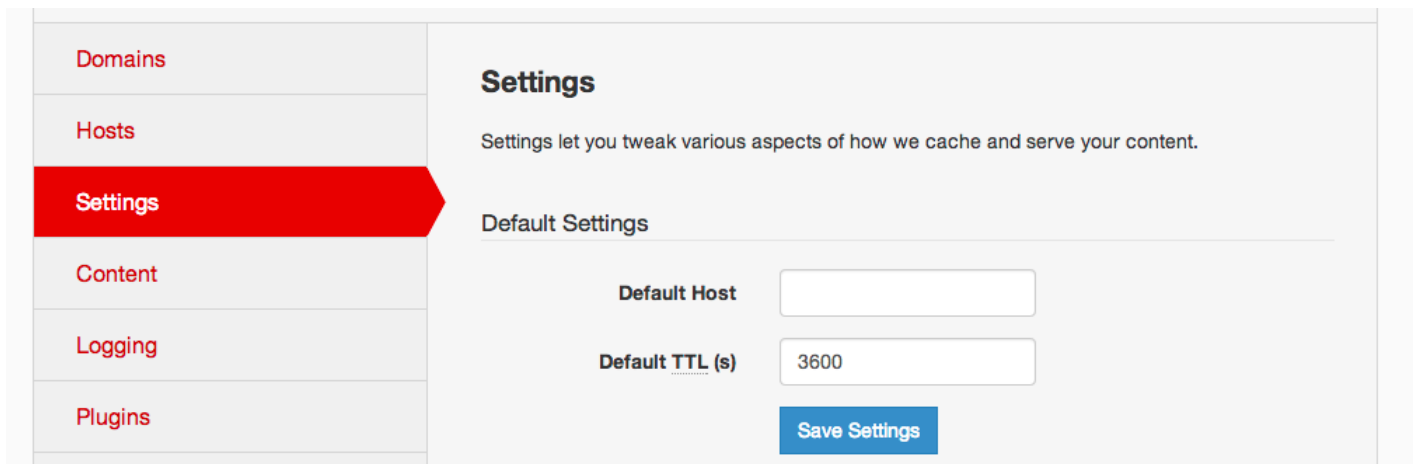 Domains
Hosts
Settings
Content
Logging
Plugins
Settings
Settings let you tweak various aspects of how we cache and serve your content.
Default Settings
Default Host
Default TTL (s) 3600
Save Settings